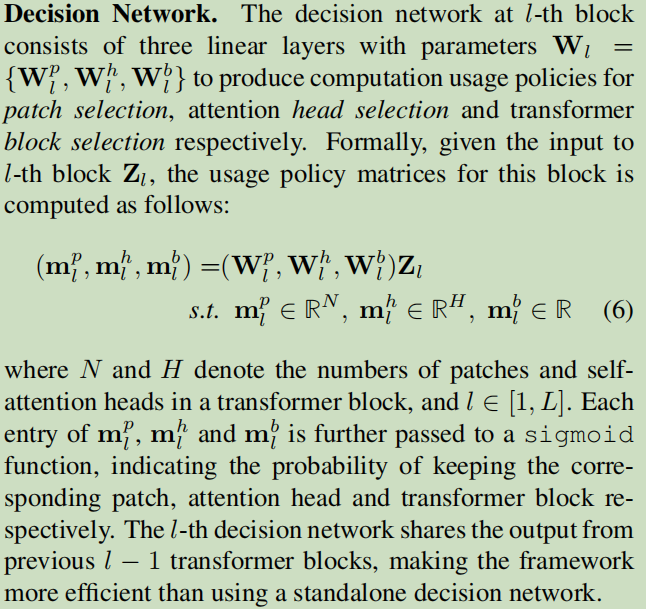 Decision Network. The decision network at l-th block
consists of three linear layers with parameters W_l =
{W_l^p, W_l^h, W_l^b} to produce computation usage policies for
patch selection, attention head selection and transformer
block selection respectively. Formally, given the input to
l-th block Z_l, the usage policy matrices for this block is
computed as follows:
(m_l^p, m_l^h, m_l^b) =(W_l^p, W_l^h, W_l^b)Z_l
s.t. m_l^p ∈ ℝ^N, m_l^h ∈ ℝ^H, m_l^b ∈ ℝ (6)
where N and H denote the numbers of patches and self-
attention heads in a transformer block, and l ∈ [1, L]. Each
entry of m_l^p, m_l^h and m_l^b is further passed to a sigmoid
function, indicating the probability of keeping the corre-
sponding patch, attention head and transformer block re-
spectively. The l-th decision network shares the output from
previous l − 1 transformer blocks, making the framework
more efficient than using a standalone decision network.